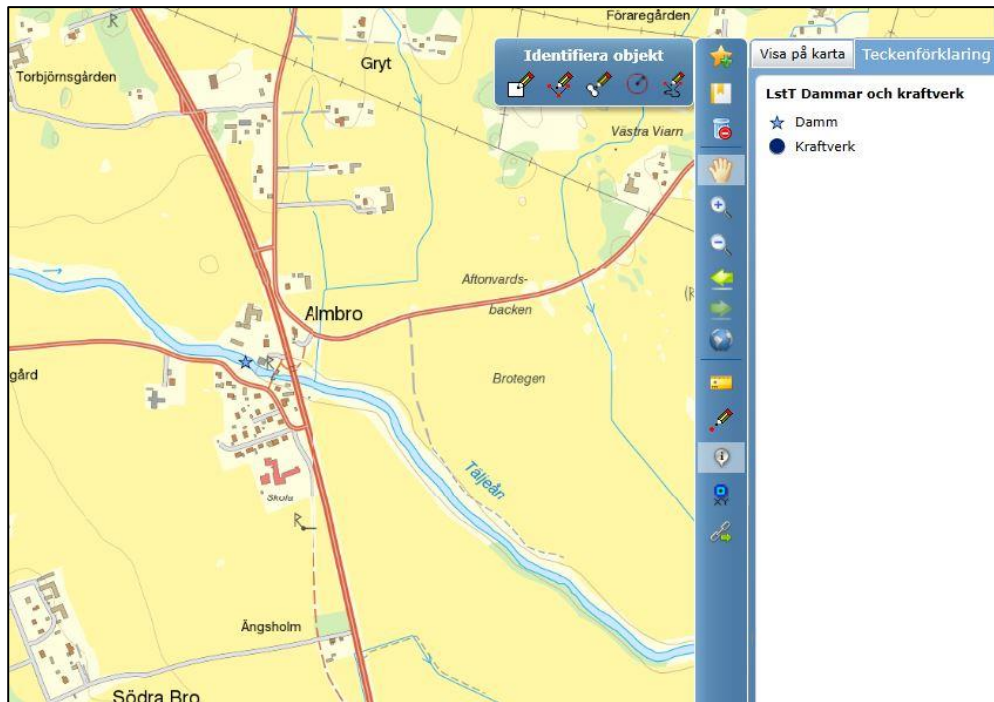 Föraregården
Gryt
Torbjörnsgården
Västra Viarn
Aftonvards-
backen
Almbro
Brotegen
gård
R
R
R
(R
Täljeån
Skola
Ängsholm
Södra Bro
Identifiera objekt
XY
Visa på karta
Teckenförklaring
LstT Dammar och kraftverk
Damm
Kraftverk